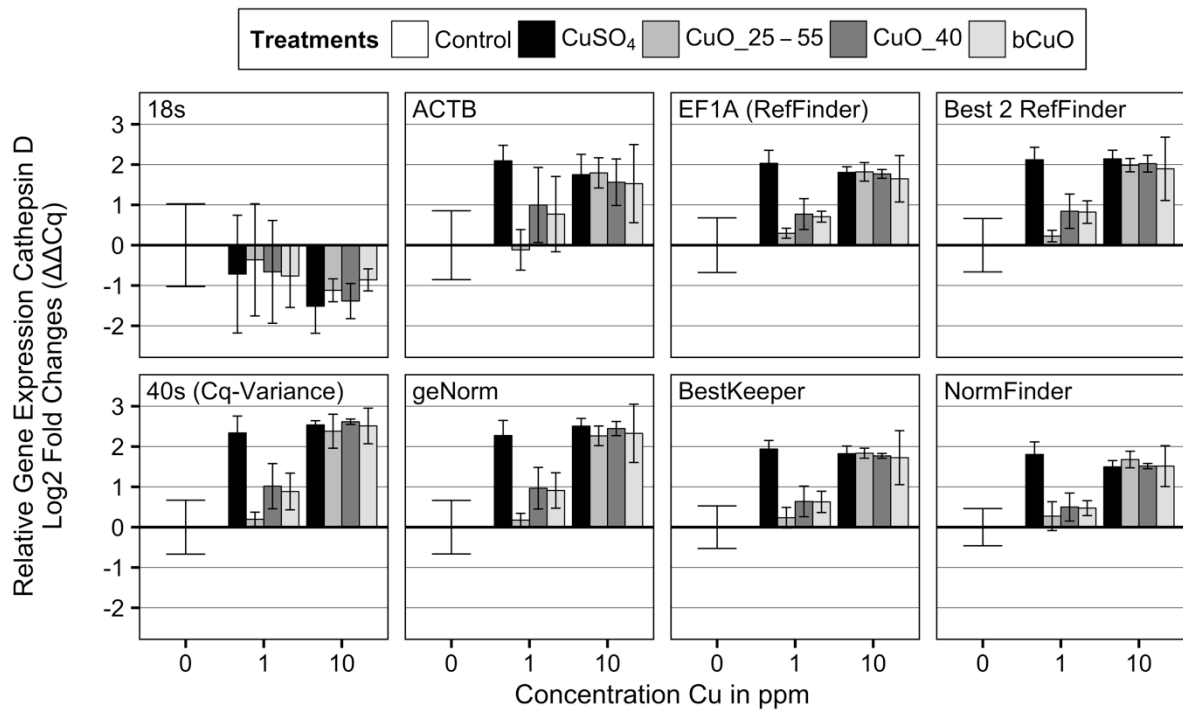 Treatments Control CuSO₄ CuO_25 – 55 CuO_40 bCuO
Relative Gene Expression Cathepsin D
Log2 Fold Changes (ΔΔCq)
18s
ACTB
EF1A (RefFinder)
Best 2 RefFinder
3
2
1
0
-1
-2
40s (Cq-Variance)
geNorm
BestKeeper
NormFinder
3
2
1
0
-1
-2
0 1 10 0 1 10 0 1 10 0 1 10
Concentration Cu in ppm